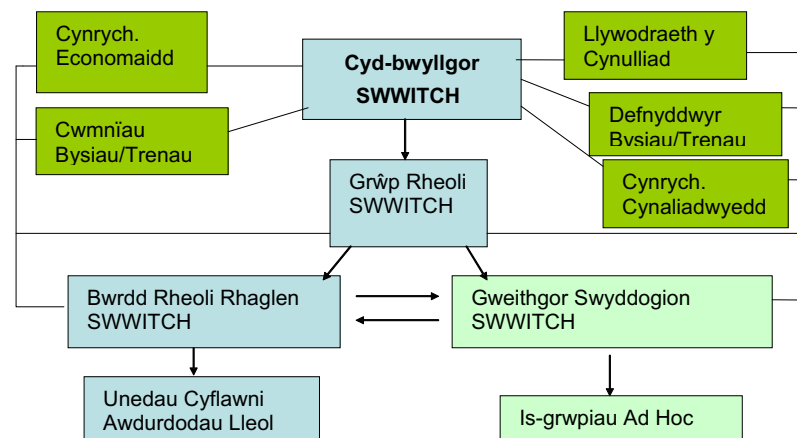 Cynrych.
Economaidd
Cyd-bwyllgor
SWWITCH
Llywodraeth y
Cynulliad
Cwmnïau
Bysiau/Trenau
Defnyddwyr
Bysiau/Trenau
Grŵp Rheoli
SWWITCH
Cynrych.
Cynaliadwyedd
Bwrdd Rheoli Rhaglen
SWWITCH
Gweithgor Swyddogion
SWWITCH
Unedau Cyflawni
Awdurdodau Lleol
Is-grwpiau Ad Hoc